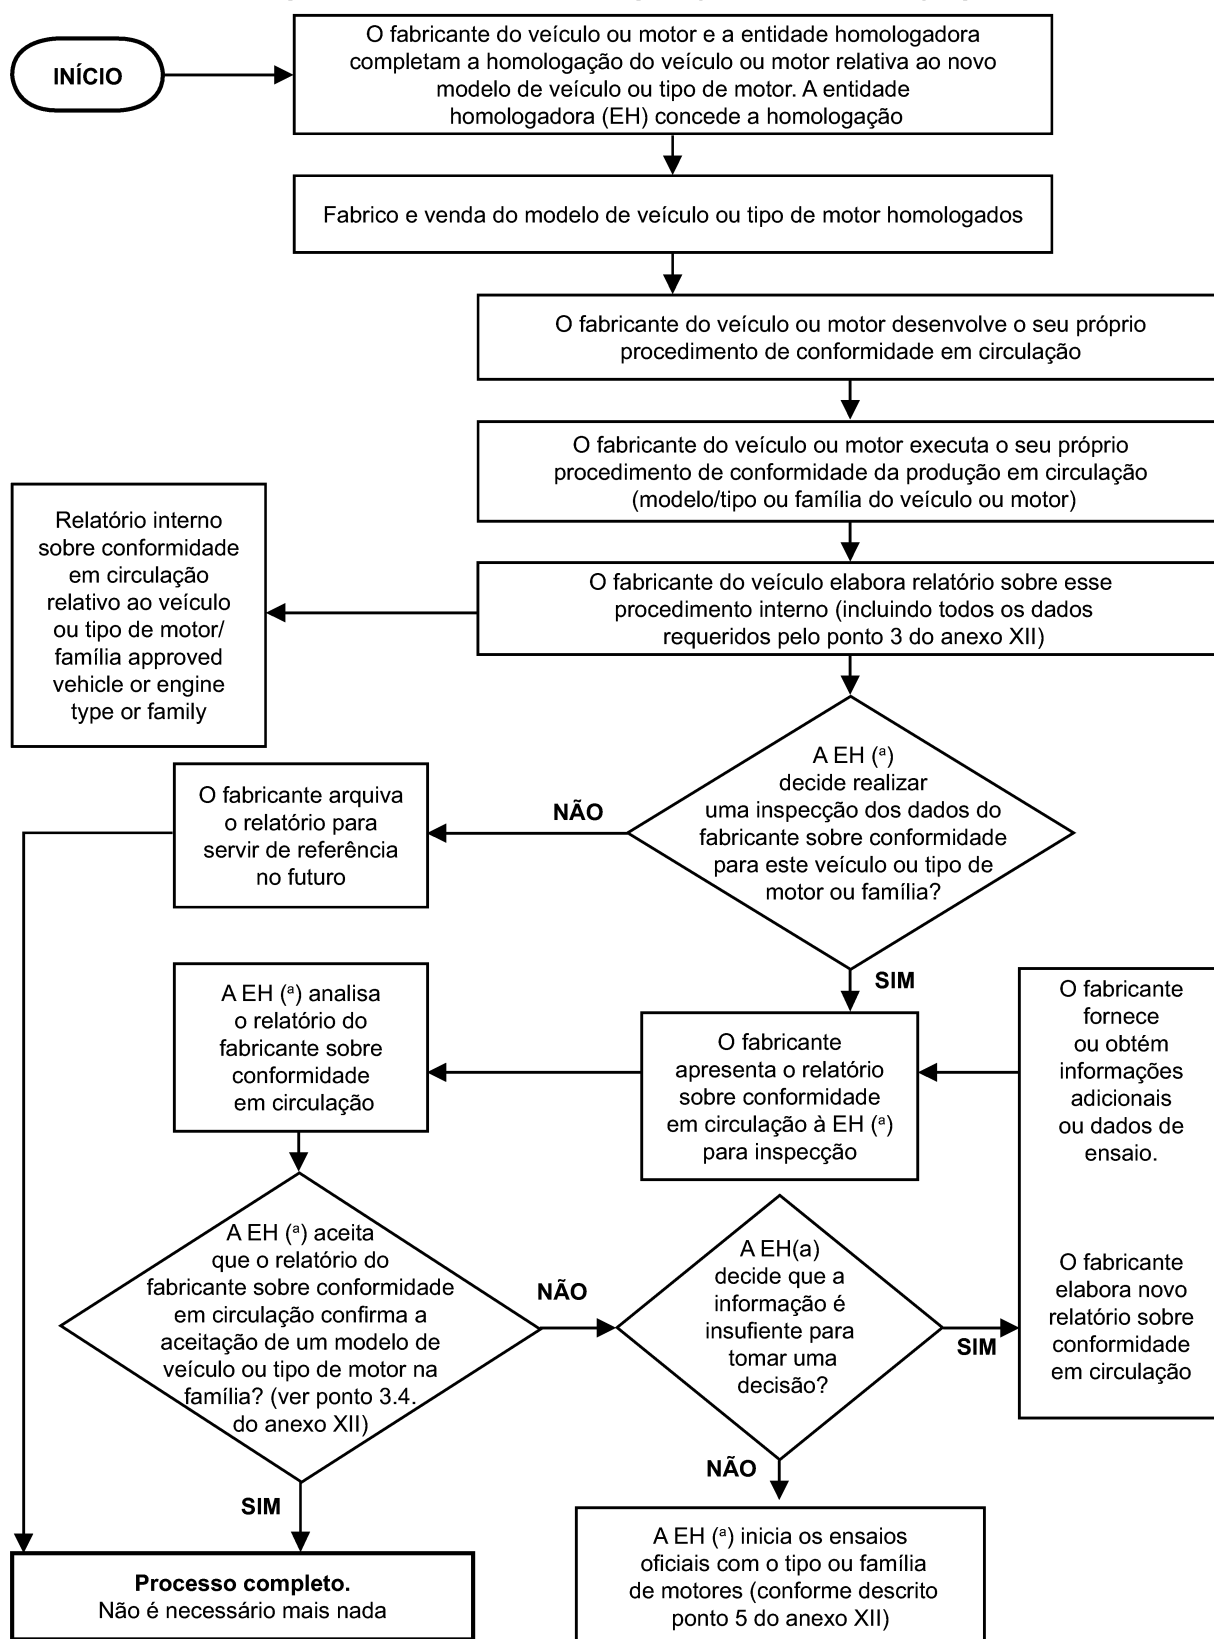 INÍCIO
O fabricante do veículo ou motor e a entidade homologadora
completam a homologação do veículo ou motor relativa ao novo
modelo de veículo ou tipo de motor. A entidade
homologadora (EH) concede a homologação
Fabrico e venda do modelo de veículo ou tipo de motor homologados
O fabricante do veículo ou motor desenvolve o seu próprio
procedimento de conformidade em circulação
O fabricante do veículo ou motor executa o seu próprio
procedimento de conformidade da produção em circulação
(modelo/tipo ou família do veículo ou motor)
Relatório interno
sobre conformidade
em circulação
relativo ao veículo
ou tipo de motor/
família approved
vehicle or engine
type or family
O fabricante do veículo elabora relatório sobre esse
procedimento interno (incluindo todos os dados
requeridos pelo ponto 3 do anexo XII)
A EH (ª)
decide realizar
uma inspecção dos dados do
fabricante sobre conformidade
para este veículo ou tipo de
motor ou família?
NÃO
O fabricante arquiva
o relatório para
servir de referência
no futuro
SIM
O fabricante
apresenta o relatório
sobre conformidade
em circulação à EH (ª)
para inspecção
O fabricante
fornece
ou obtém
informações
adicionais
ou dados de
ensaio.
O fabricante
elabora novo
relatório sobre
conformidade
em circulação
A EH (ª) analisa
o relatório do
fabricante sobre
conformidade
em circulação
A EH (ª) aceita
que o relatório do
fabricante sobre conformidade
em circulação confirma a
aceitação de um modelo de
veículo ou tipo de motor na
família? (ver ponto 3.4.
do anexo XII)
NÃO
A EH(a)
decide que a
informação é
insufiente para
tomar uma
decisão?
SIM
NÃO
SIM
Processo completo.
Não é necessário mais nada
A EH (ª) inicia os ensaios
oficiais com o tipo ou família
de motores (conforme descrito
ponto 5 do anexo XII)